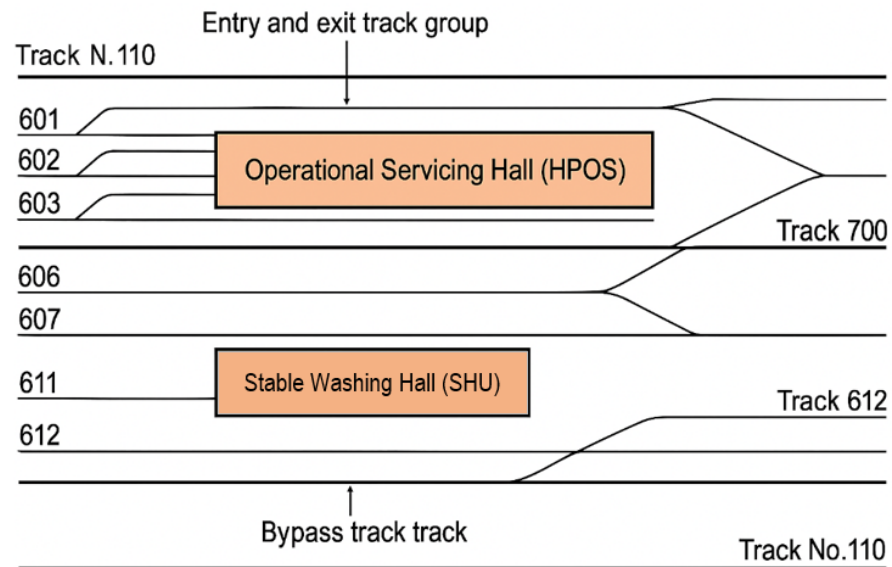 Entry and exit track group
Track N.110
601
602
Operational Servicing Hall (HPOS)
603
Track 700
606
607
611
Stable Washing Hall (SHU)
Track 612
612
Bypass track track
Track No.110